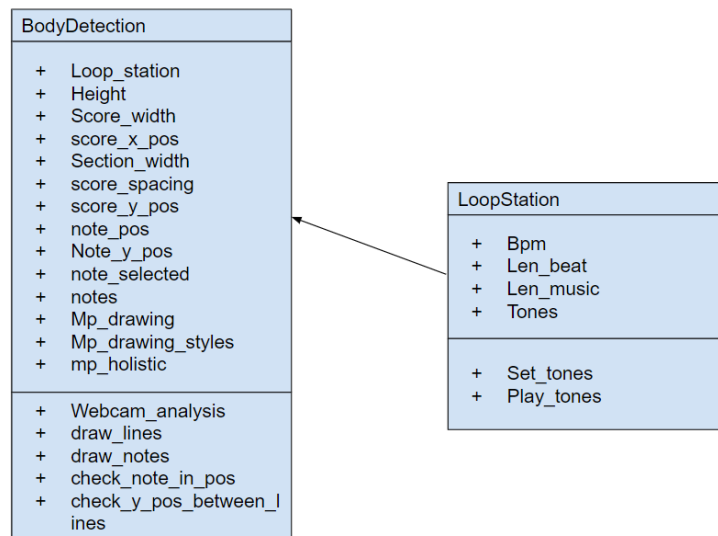 BodyDetection
+ Loop_station
+ Height
+ Score_width
+ score_x_pos
+ Section_width
+ score_spacing
+ score_y_pos
+ note_pos
+ Note_y_pos
+ note_selected
+ notes
+ Mp_drawing
+ Mp_drawing_styles
+ mp_holistic
+ Webcam_analysis
+ draw_lines
+ draw_notes
+ check_note_in_pos
+ check_y_pos_between_l
ines
LoopStation
+ Bpm
+ Len_beat
+ Len_music
+ Tones
+ Set_tones
+ Play_tones